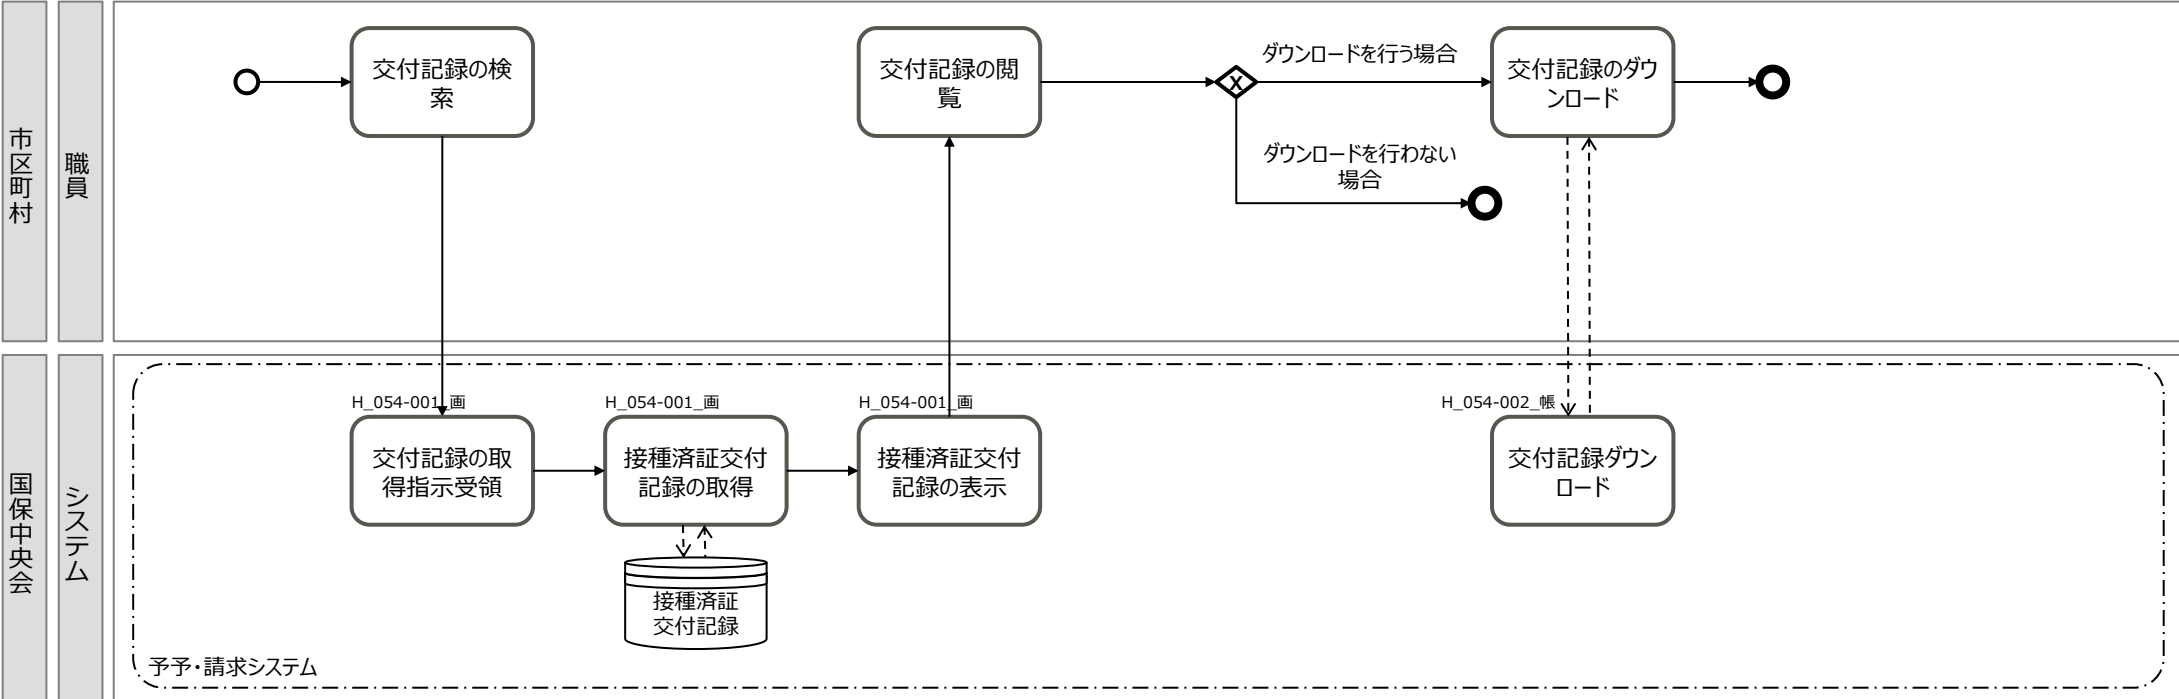 市区町村
職員
交付記録の検
索
交付記録の閲
覧
X
ダウンロードを行う場合
ダウンロードを行わない
場合
交付記録のダウ
ンロード
国保中央会
システム
H_054-001_画
交付記録の取
得指示受領
H_054-001_画
接種済証交付
記録の取得
H_054-001_画
接種済証交付
記録の表示
H_054-002_帳
交付記録ダウン
ロード
接種済証
交付記録
予予・請求システム